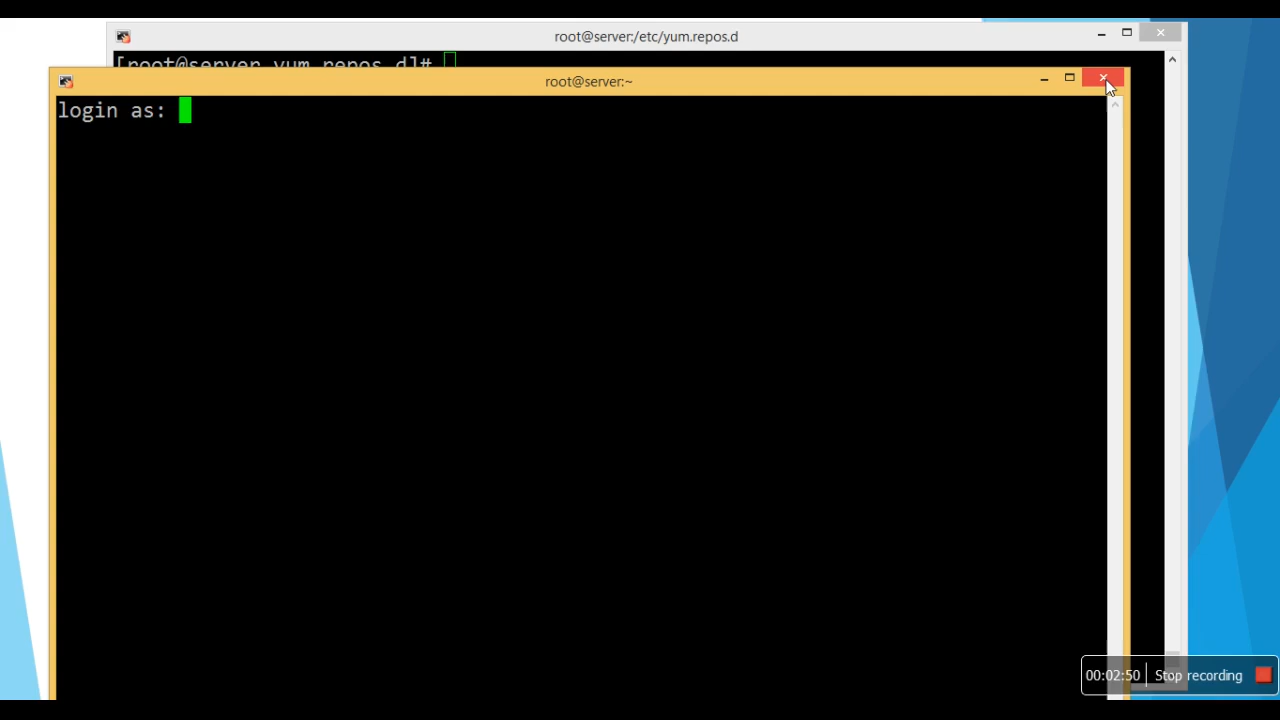 root@server:/etc/yum.repos.d
[root@server yum.repos.d]#
root@server:~
login as:
00:02:50 Stop recording